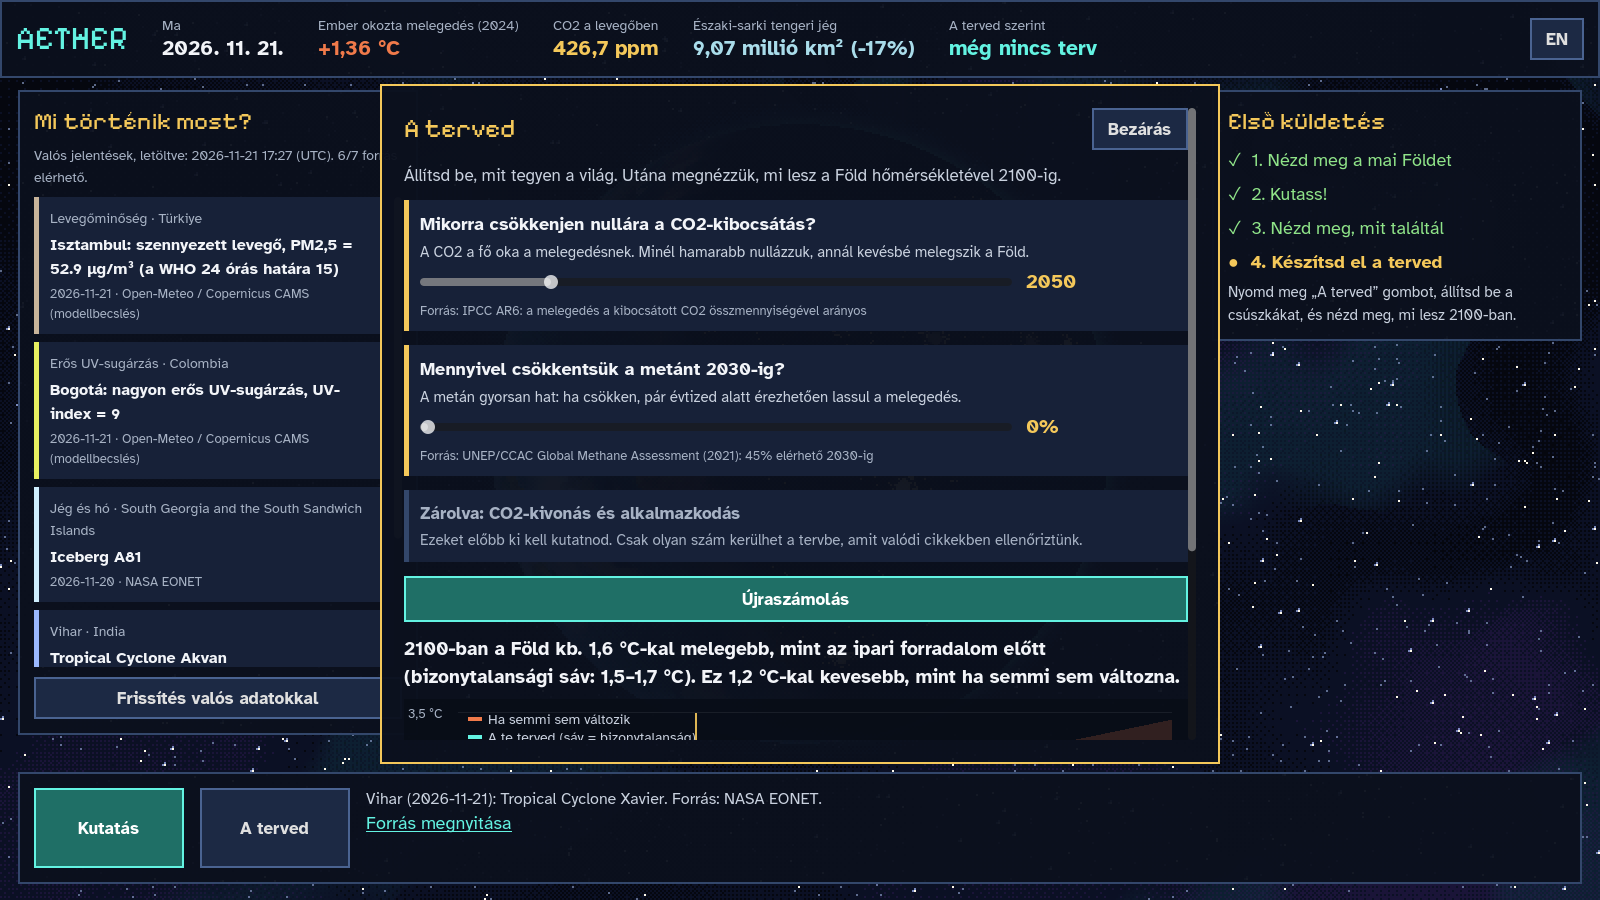 AETHER
Ma
2026. 11. 21.
Ember okozta melegedés (2024)
+1,36 °C
CO2 a levegőben
426,7 ppm
Északi-sarki tengeri jég
9,07 millió km² (-17%)
A terved szerint
még nincs terv
EN
Mi történik most?
Valós jelentések, letöltve: 2026-11-21 17:27 (UTC). 6/7
elérhető.
Levegőminőség · Türkiye
Isztambul: szennyezett levegő, PM2,5 =
52.9 µg/m³ (a WHO 24 órás határa 15)
2026-11-21 · Open-Meteo / Copernicus CAMS
(modellbecslés)
Erős UV-sugárzás · Colombia
Bogotá: nagyon erős UV-sugárzás, UV-
index = 9
2026-11-21 · Open-Meteo / Copernicus CAMS
(modellbecslés)
Jég és hó · South Georgia and the South Sandwich
Islands
Iceberg A81
2026-11-20 · NASA EONET
Vihar · India
Tropical Cyclone Akvan
Frissítés valós adatokkal
A terved
Bezárás
Állítsd be, mit tegyen a világ. Utána megnézzük, mi lesz a Föld hőmérsékletével 2100-ig.
Mikorra csökkenjen nullára a CO2-kibocsátás?
A CO2 a fő oka a melegedésnek. Minél hamarabb nullázzuk, annál kevésbé melegszik a Föld.
2050
Forrás: IPCC AR6: a melegedés a kibocsátott CO2 összmennyiségével arányos
Mennyivel csökkentsük a metánt 2030-ig?
A metán gyorsan hat: ha csökken, pár évtized alatt érezhetően lassul a melegedés.
0%
Forrás: UNEP/CCAC Global Methane Assessment (2021): 45% elérhető 2030-ig
Zárolva: CO2-kivonás és alkalmazkodás
Ezeket előbb ki kell kutatnod. Csak olyan szám kerülhet a tervbe, amit valódi cikkekben ellenőriztünk.
Újraszámolás
2100-ban a Föld kb. 1,6 °C-kal melegebb, mint az ipari forradalom előtt
(bizonytalansági sáv: 1,5–1,7 °C). Ez 1,2 °C-kal kevesebb, mint ha semmi sem változna.
3,5 °C
Ha semmi sem változik
A te terved (sáv = bizonytalanság)
Első küldetés
✓ 1. Nézd meg a mai Földet
✓ 2. Kutass!
✓ 3. Nézd meg, mit találtál
● 4. Készítsd el a terved
Nyomd meg „A terved” gombot, állítsd be a
csúszkákat, és nézd meg, mi lesz 2100-ban.
Kutatás
A terved
Vihar (2026-11-21): Tropical Cyclone Xavier. Forrás: NASA EONET.
Forrás megnyitása